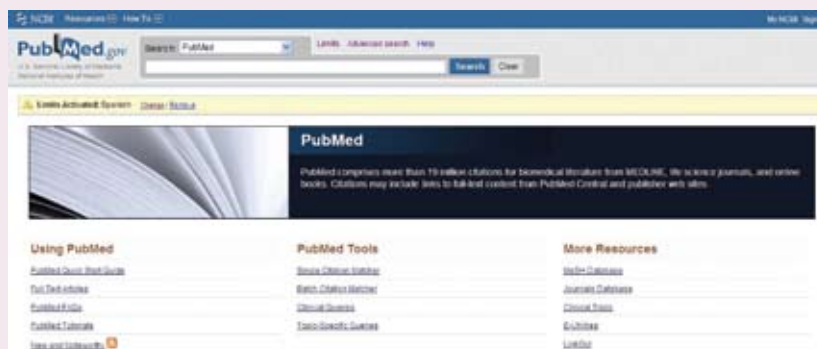 NCBI Resources How To My NCBI Sign
PubMed.gov
U.S. National Library of Medicine
National Institutes of Health
Search: PubMed
Limits Advanced search Help
Search Clear
Limits Activated: Spanish Change | Remove
PubMed
PubMed comprises more than 19 million citations for biomedical literature from MEDLINE, life science journals, and online
books. Citations may include links to full-text content from PubMed Central and publisher web sites.
Using PubMed
PubMed Quick Start Guide
Full Text Articles
PubMed FAQs
PubMed Tutorials
New and Noteworthy
PubMed Tools
Single Citation Matcher
Batch Citation Matcher
Clinical Queries
Topic-Specific Queries
More Resources
MeSH Database
Journals Database
Clinical Trials
E-Utilities
LinkOut